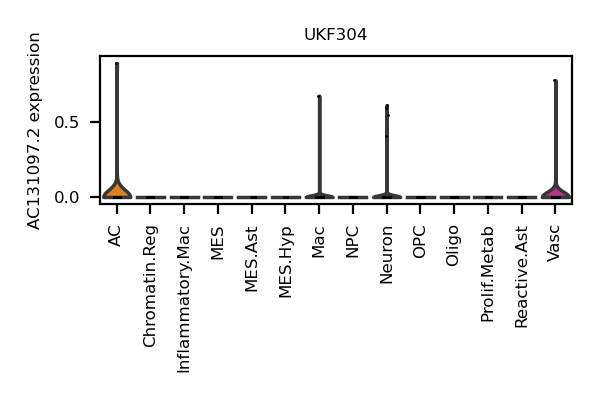 UKF304
AC131097.2 expression
0.5
0.0
AC
Chromatin.Reg
Inflammatory.Mac
MES
MES.Ast
MES.Hyp
Mac
NPC
Neuron
OPC
Oligo
Prolif.Metab
Reactive.Ast
Vasc